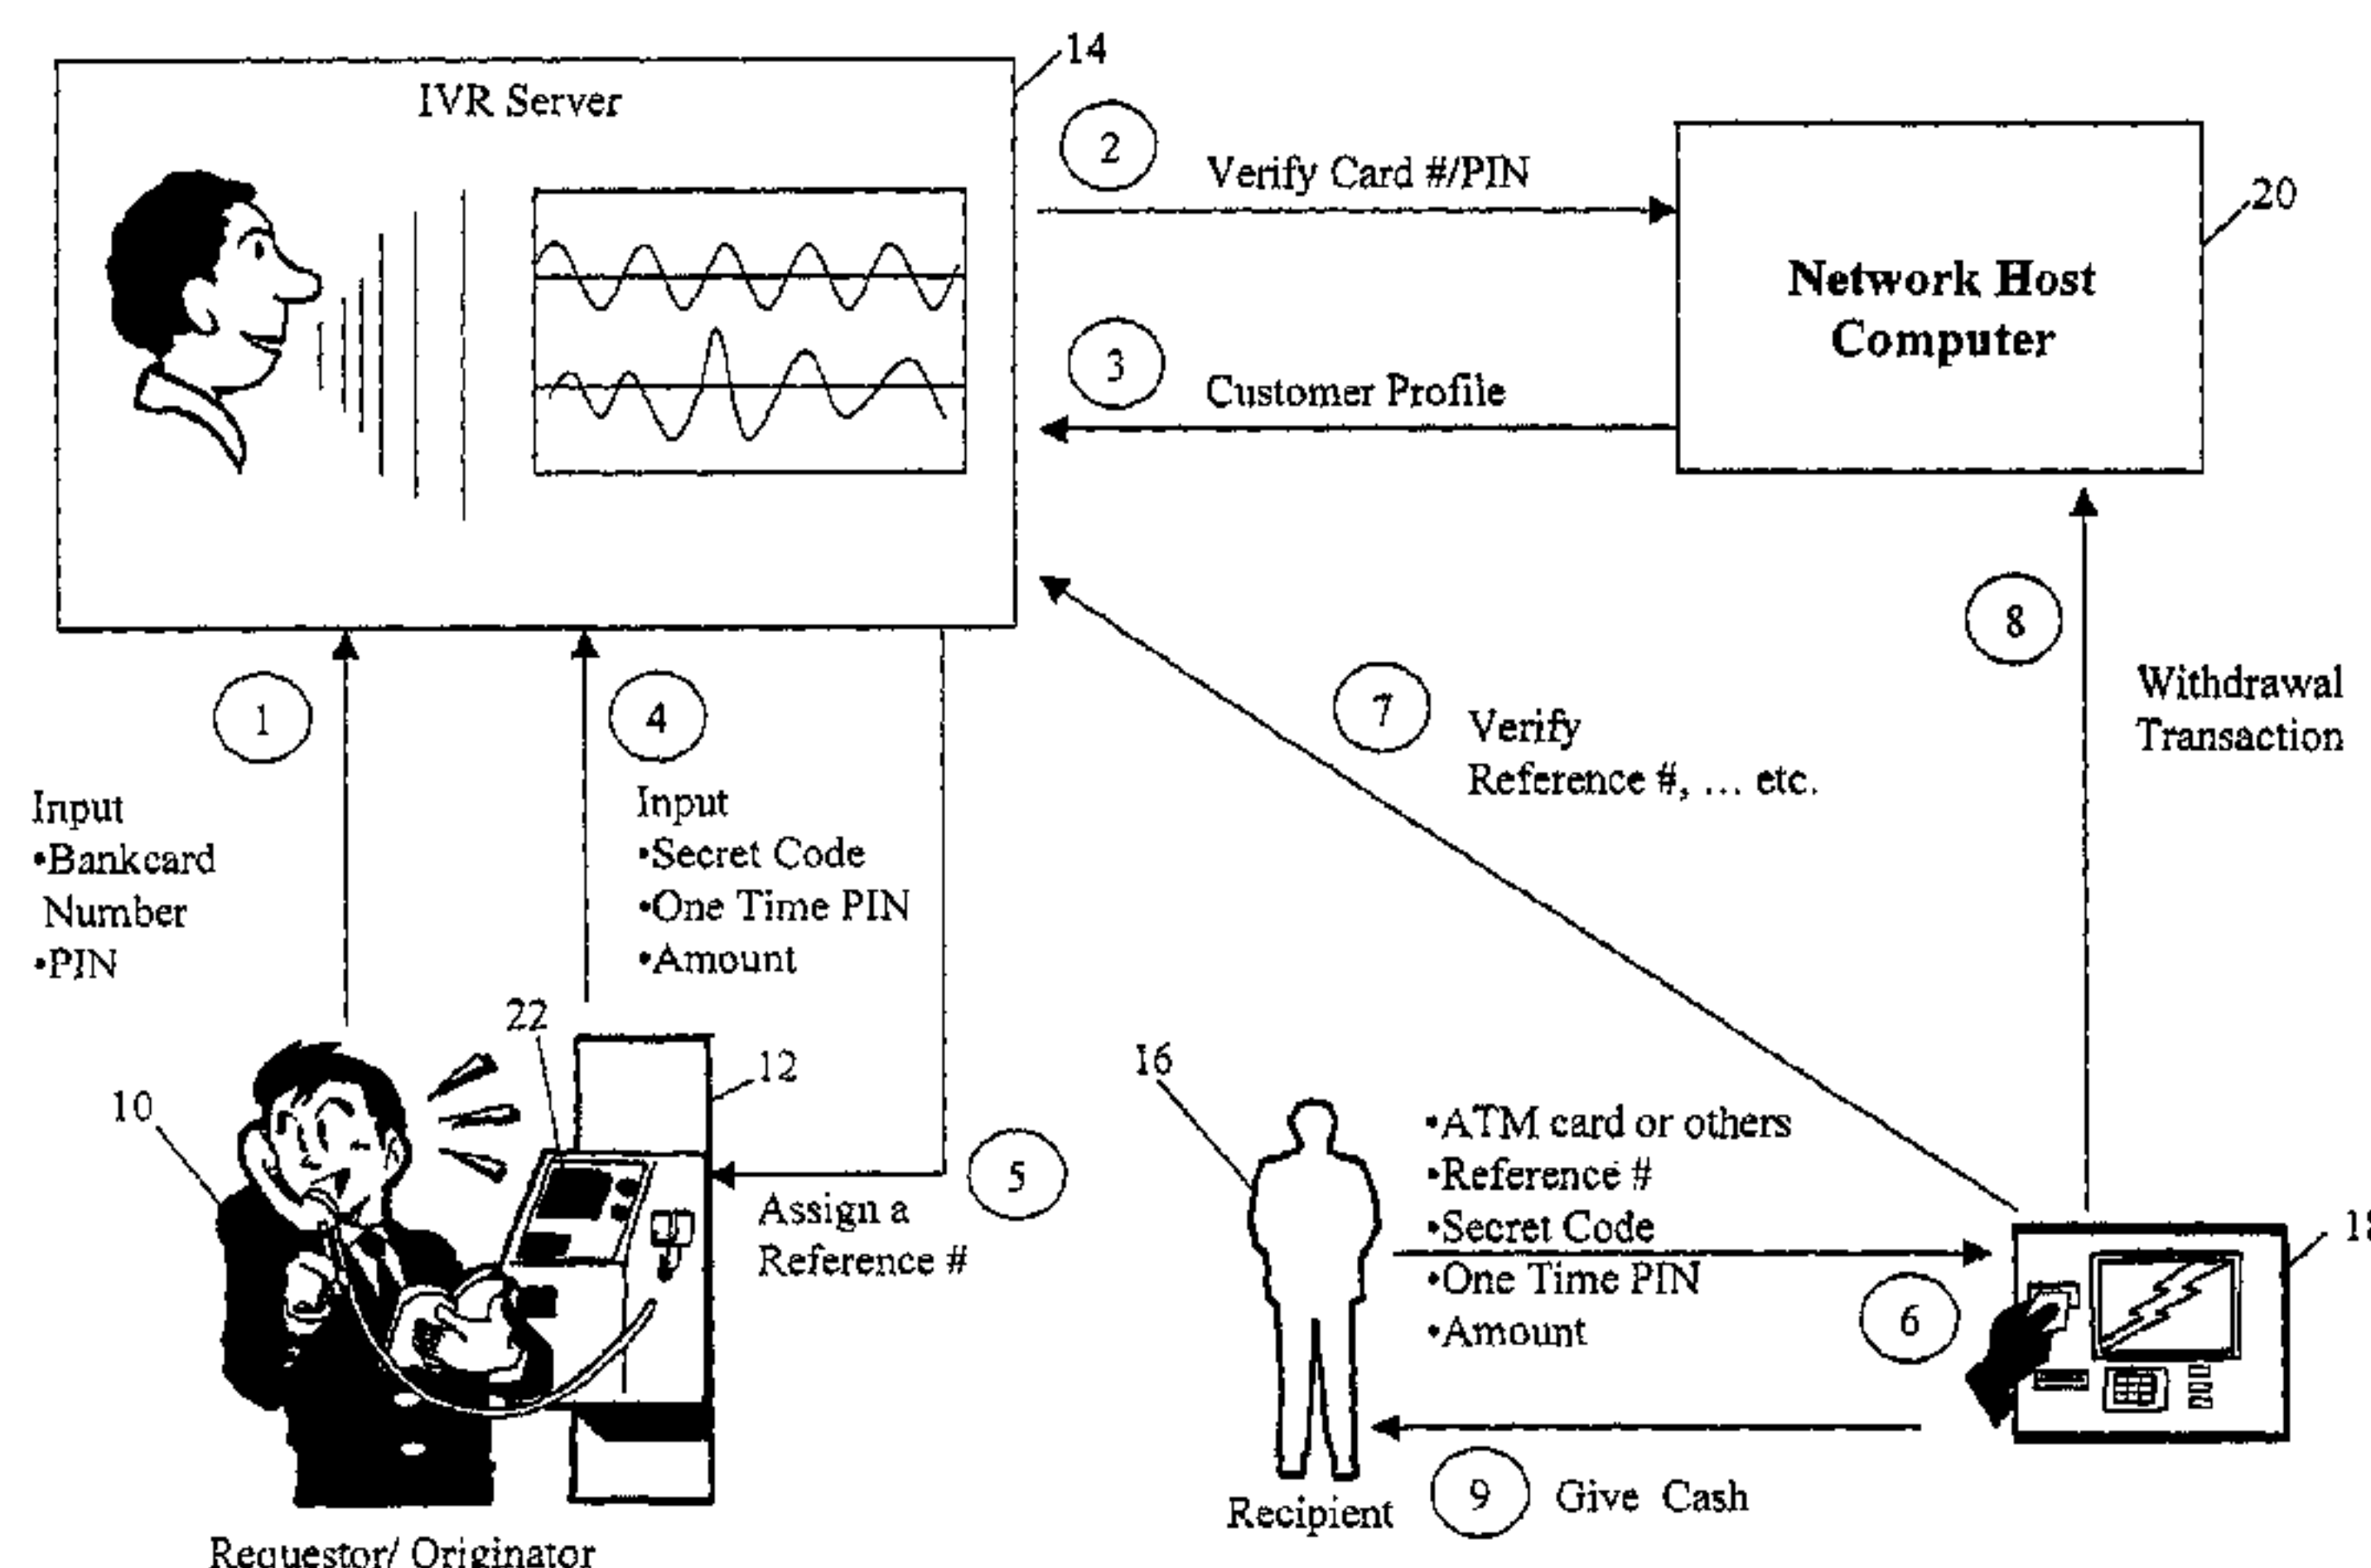 14
IVR Server
2
Verify Card #/PIN
20
Network Host
Computer
3
Customer Profile
1
Input
•Bankcard
Number
•PIN
4
Input
•Secret Code
•One Time PIN
•Amount
7
Verify
Reference #, ... etc.
8
Withdrawal
Transaction
22
12
10
5
Assign a
Reference #
Requestor/ Originator
16
•ATM card or others
•Reference #
•Secret Code
•One Time PIN
•Amount
6
18
Recipient
9
Give Cash